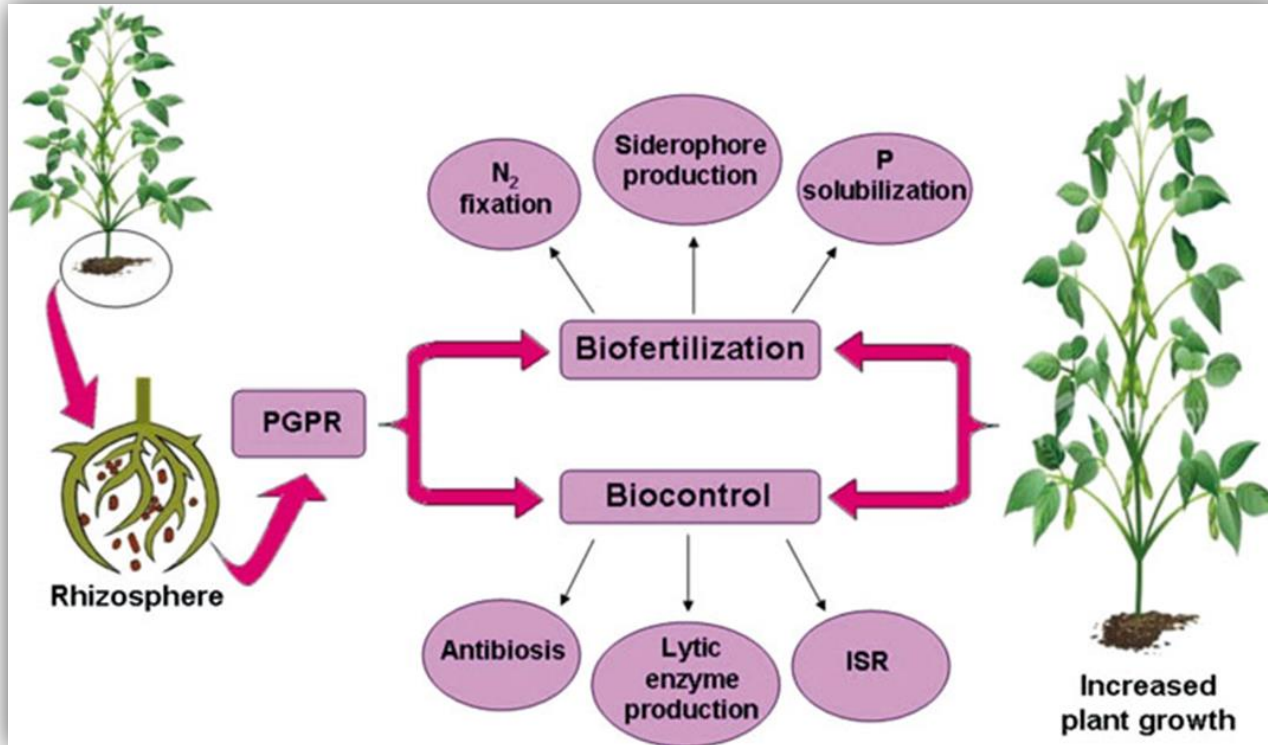 N₂
fixation
Siderophore
production
P
solubilization
Biofertilization
PGPR
Biocontrol
Rhizosphere
Antibiosis
Lytic
enzyme
production
ISR
Increased
plant growth